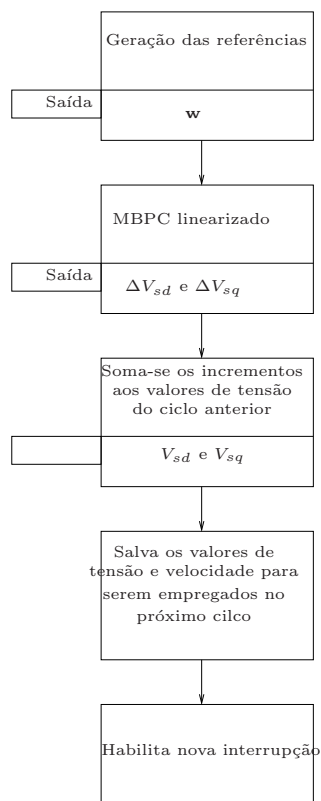 Geração das referências
Saída
w
MBPC linearizado
Saída
ΔV_sd e ΔV_sq
Soma-se os incrementos
aos valores de tensão
do ciclo anterior
V_sd e V_sq
Salva os valores de
tensão e velocidade para
serem empregados no
próximo cilco
Habilita nova interrupção